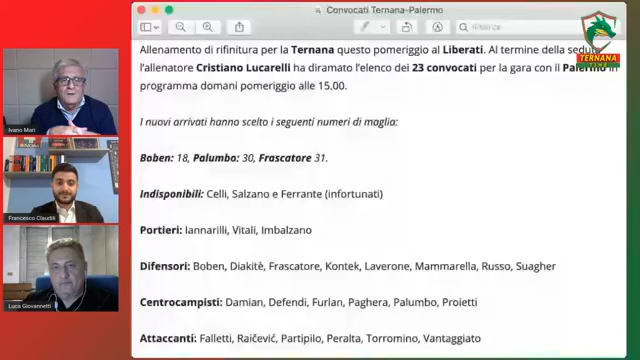 Convocati Ternana-Palermo
Allenamento di rifinitura per la Ternana questo pomeriggio al Liberati. Al termine della seduta
l'allenatore Cristiano Lucarelli ha diramato l'elenco dei 23 convocati per la gara con il Palermo in
programma domani pomeriggio alle 15.00.
I nuovi arrivati hanno scelto i seguenti numeri di maglia:
Boben: 18, Palumbo: 30, Frascatore 31.
Indisponibili: Celli, Salzano e Ferrante (infortunati)
Portieri: Iannarilli, Vitali, Imbalzano
Difensori: Boben, Diakitè, Frascatore, Kontek, Laverone, Mammarella, Russo, Suagher
Centrocampisti: Damian, Defendi, Furlan, Paghera, Palumbo, Proietti
Attaccanti: Falletti, Raičević, Partipilo, Peralta, Torromino, Vantaggiato
Ivano Mari
Francesco Claudili
Luca Giovannetti
TERNANA
TIME